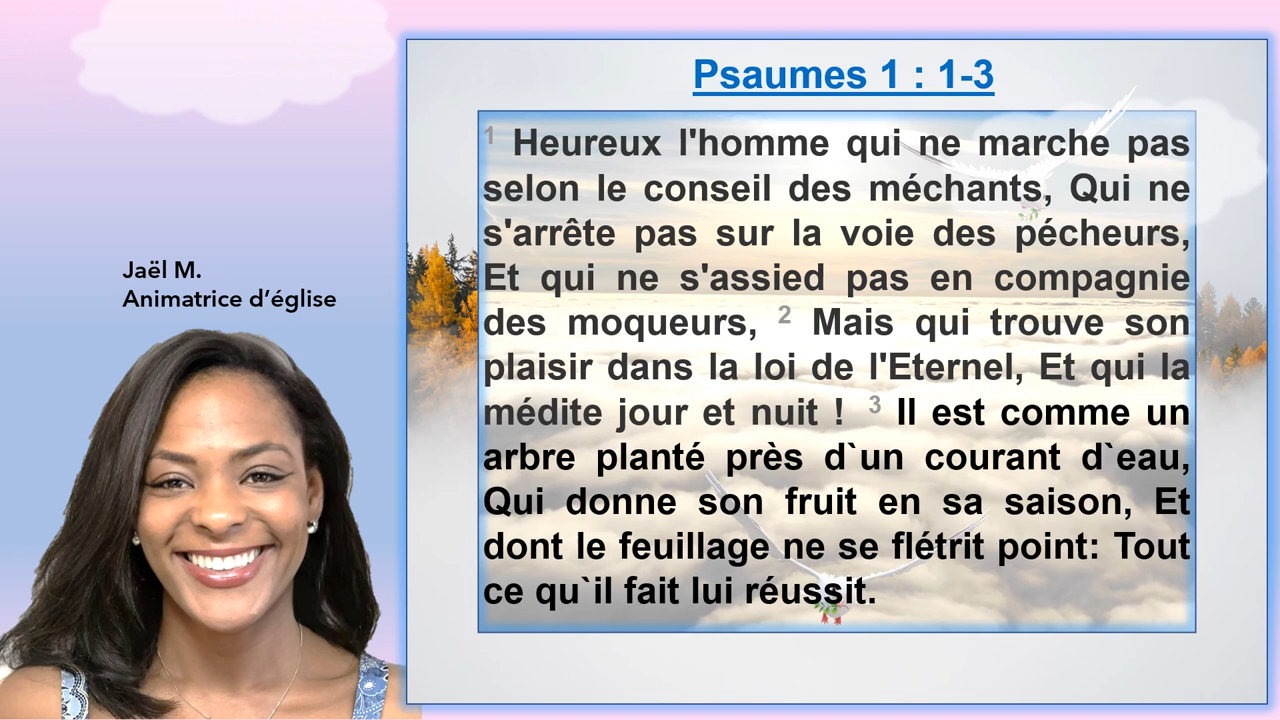 Psaumes 1 : 1-3
1 Heureux l'homme qui ne marche pas
selon le conseil des méchants, Qui ne
s'arrête pas sur la voie des pécheurs,
Et qui ne s'assied pas en compagnie
des moqueurs, 2 Mais qui trouve son
plaisir dans la loi de l'Eternel, Et qui la
médite jour et nuit ! 3 Il est comme un
arbre planté près d`un courant d`eau,
Qui donne son fruit en sa saison, Et
dont le feuillage ne se flétrit point: Tout
ce qu`il fait lui réussit.
Jaël M.
Animatrice d’église